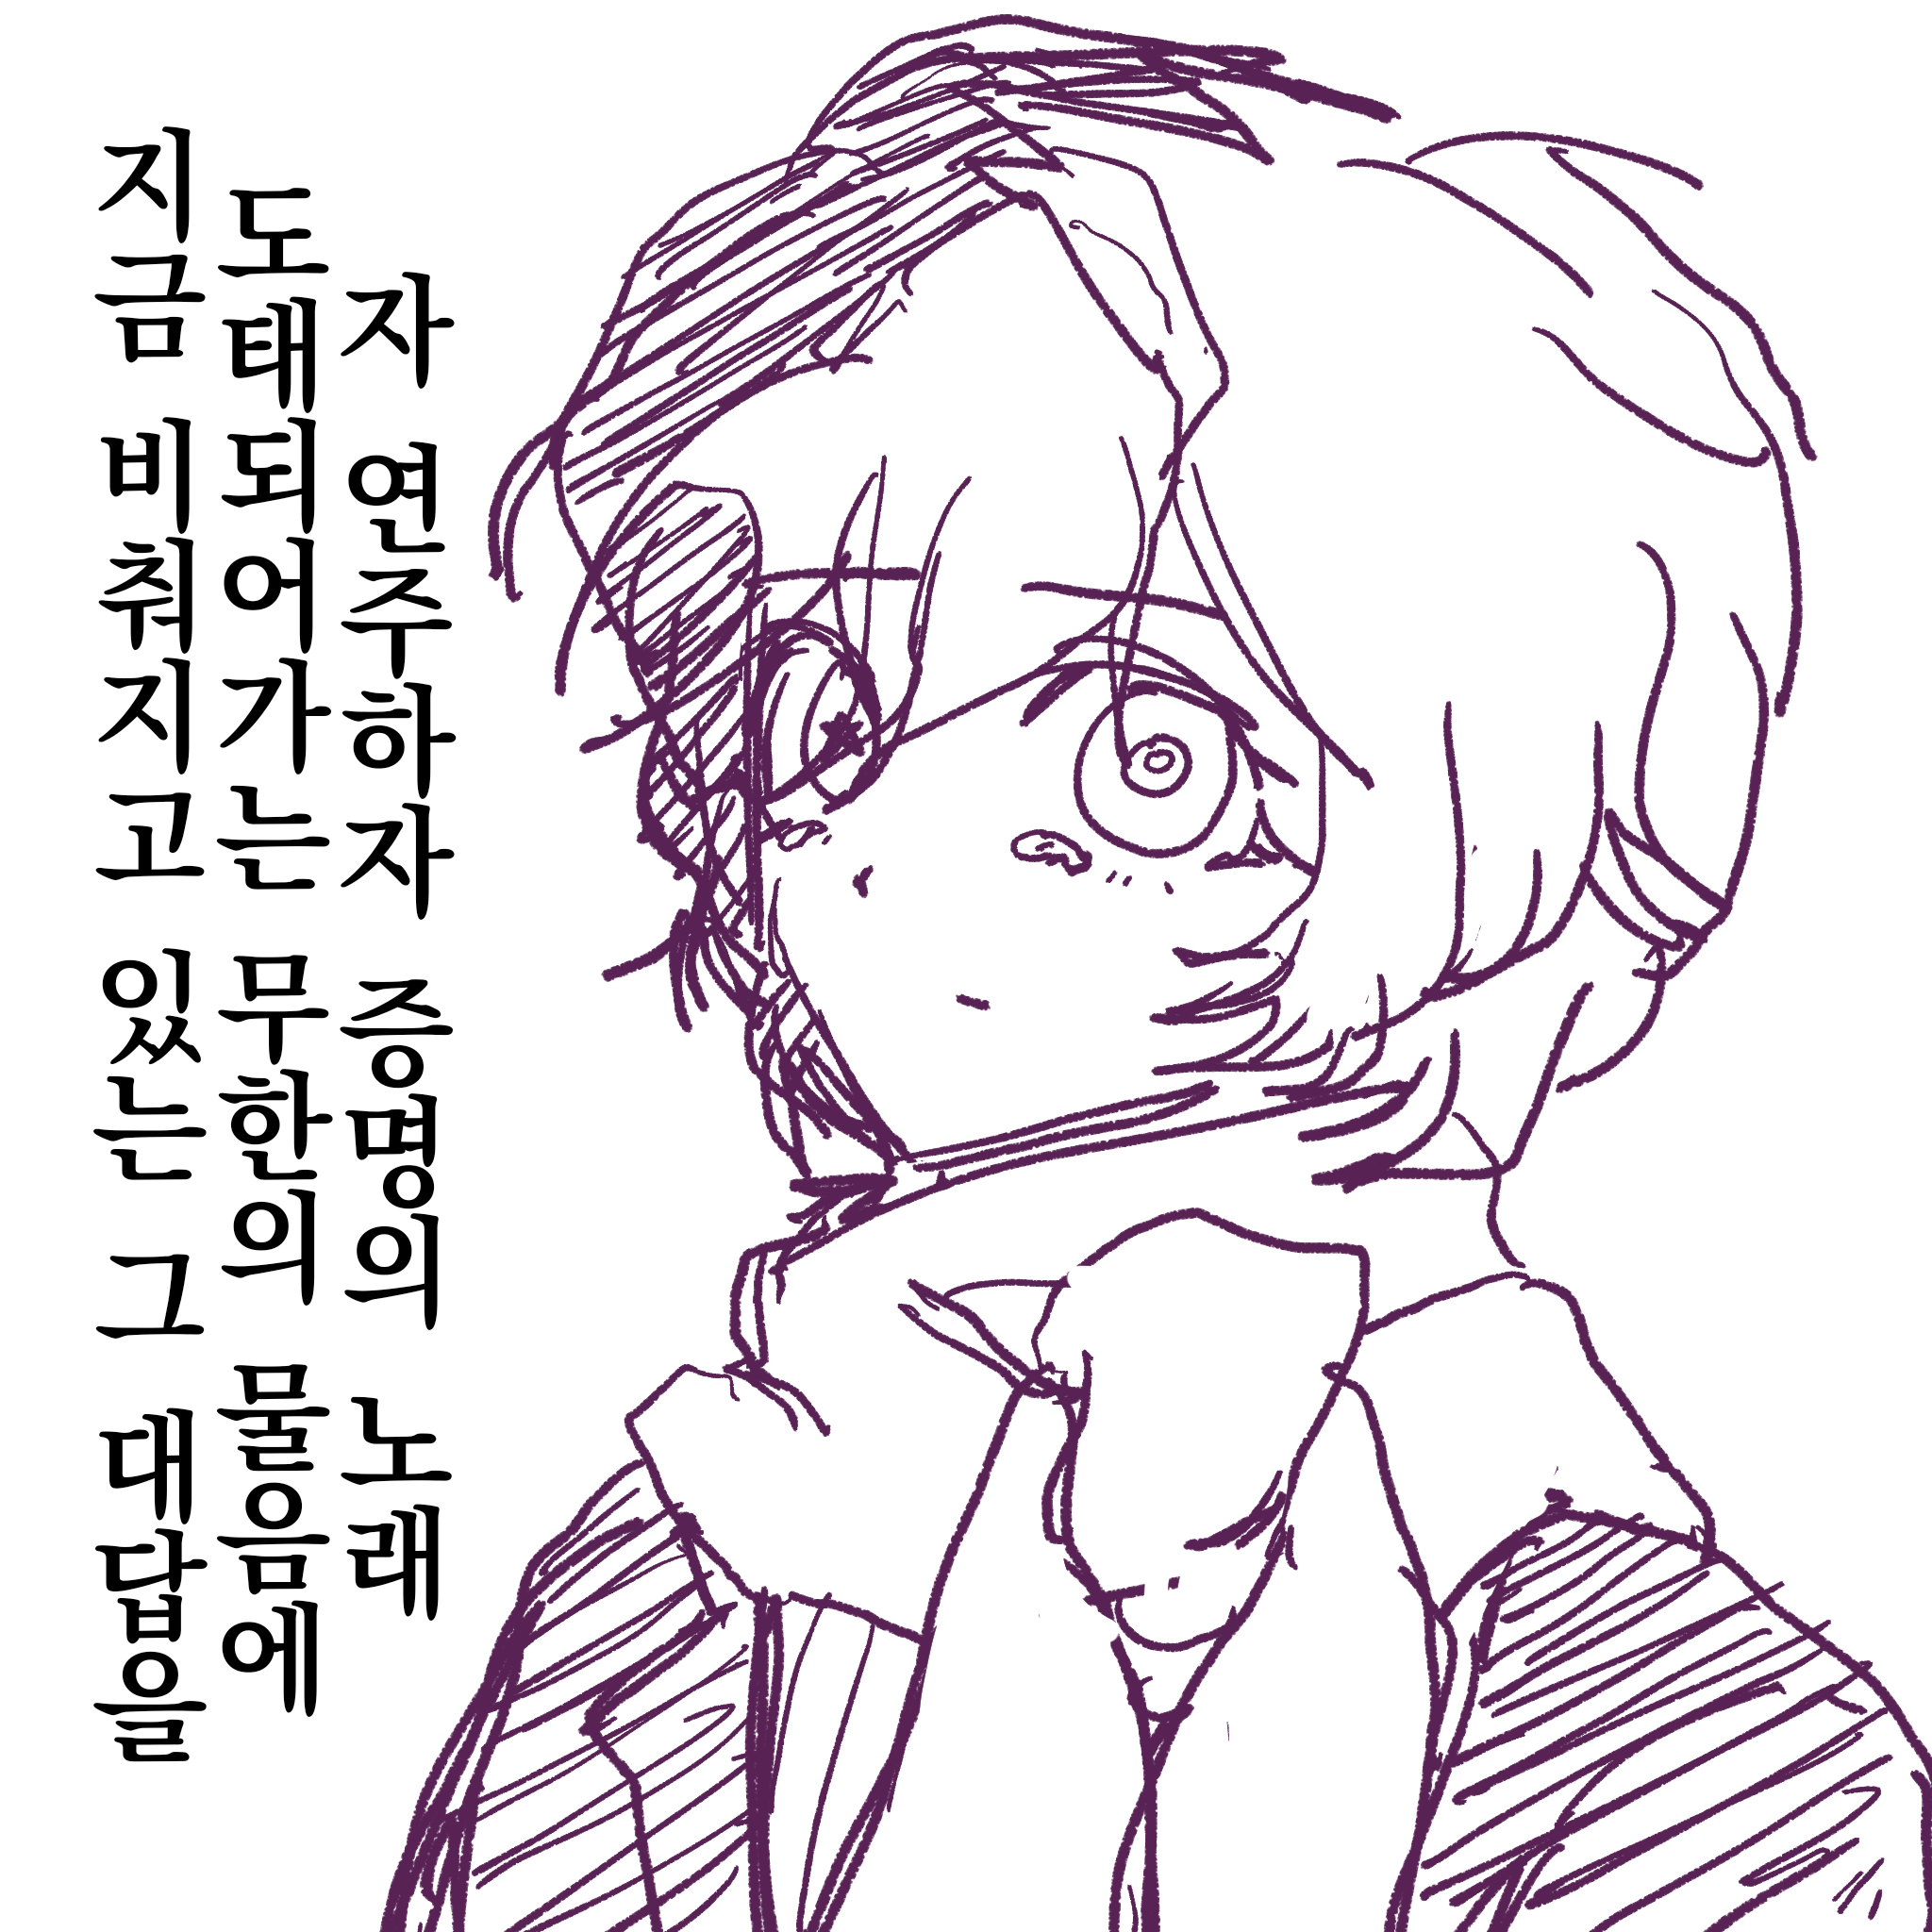 지금 비춰지고 있는 그 대답을
도태되어가는 무한의 물음에
자 연주하자 증명의 노래